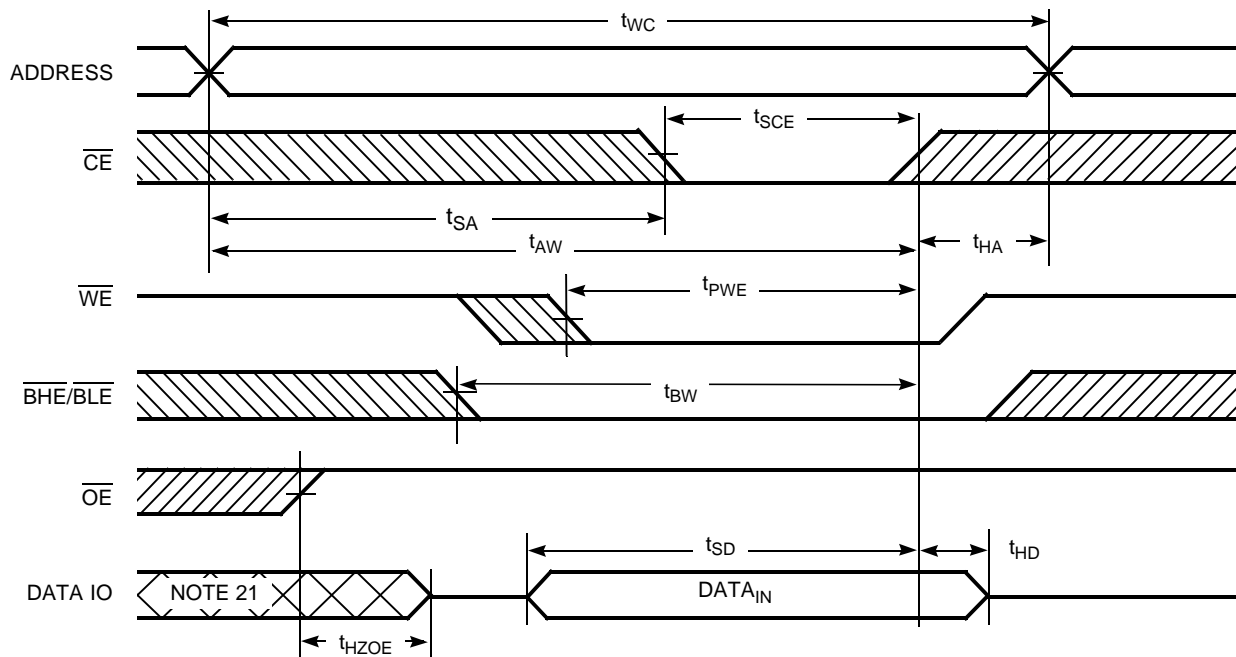 tWC
ADDRESS
tSCE
CE
tSA
tAW
tHA
WE
tPWE
BHE/BLE
tBW
OE
tSD
tHD
DATA IO
NOTE 21
DATAIN
tHZOE